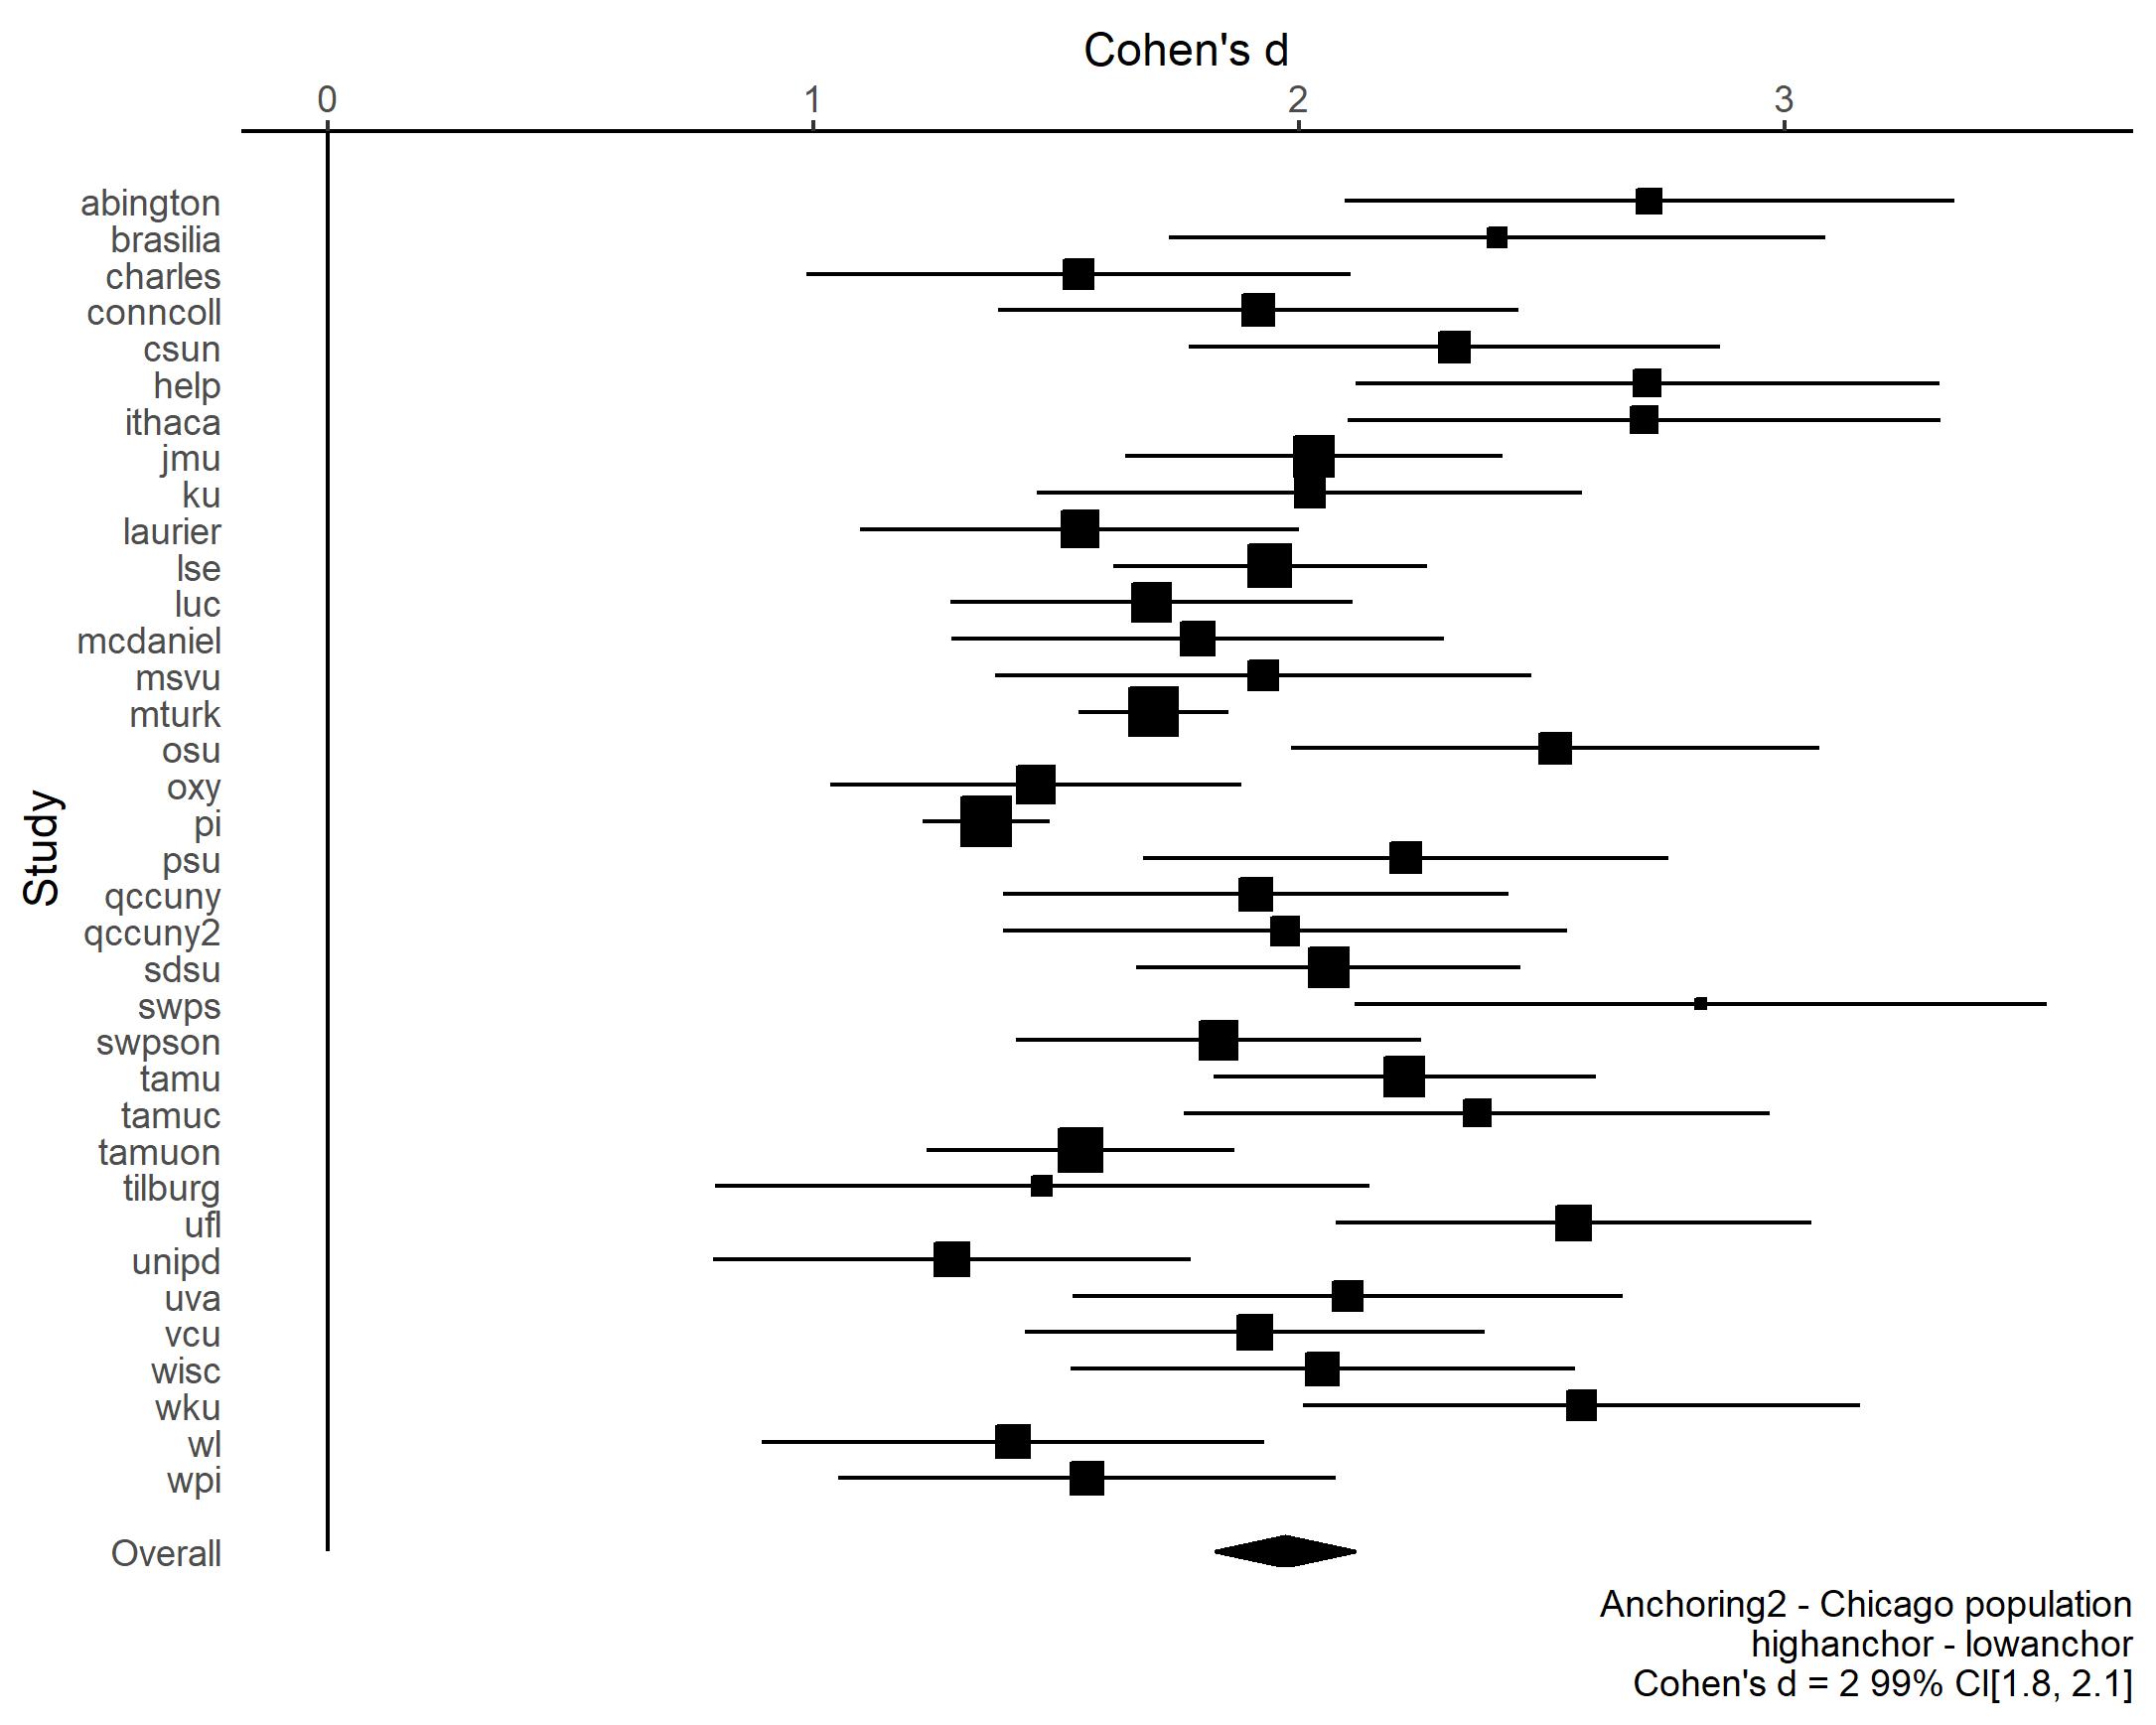 Cohen's d
0 1 2 3
abington
brasilia
charles
conncoll
csun
help
ithaca
jmu
ku
laurier
lse
luc
mcdaniel
msvu
mturk
osu
oxy
pi
psu
qccuny
qccuny2
sdsu
swps
swpson
tamu
tamuc
tamuon
tilburg
ufl
unipd
uva
vcu
wisc
wku
wl
wpi
Overall
Study
Anchoring2 - Chicago population
highanchor - lowanchor
Cohen's d = 2 99% CI[1.8, 2.1]